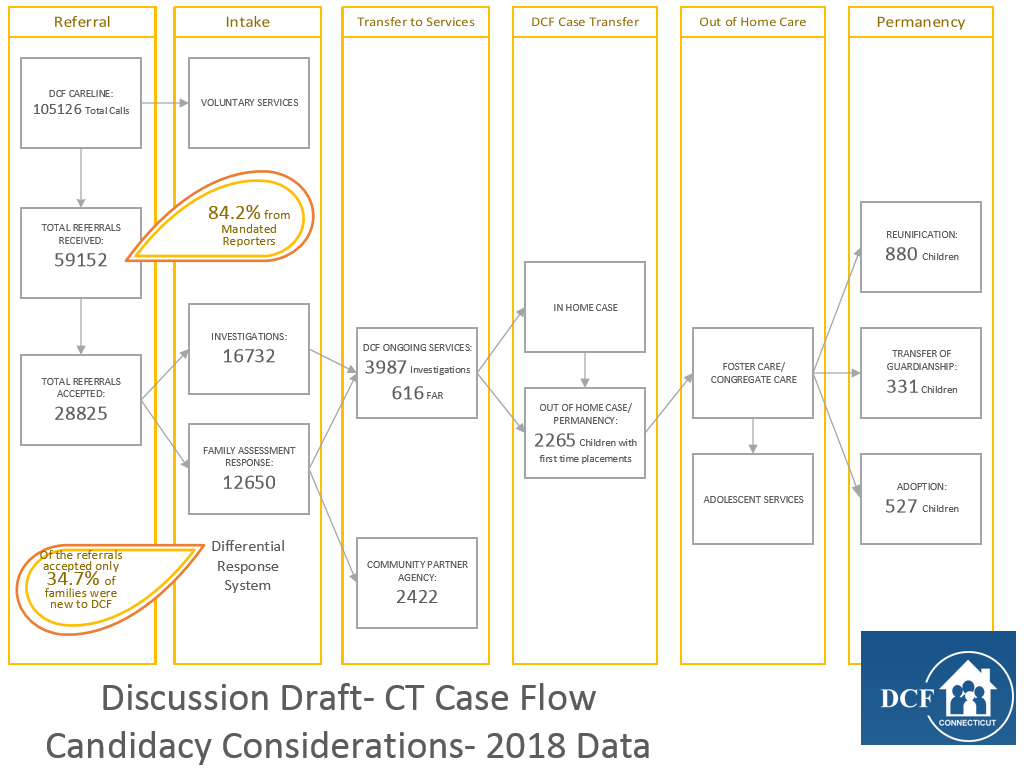 Referral
Intake
Transfer to Services
DCF Case Transfer
Out of Home Care
Permanency
DCF CARELINE:
105126 Total Calls
VOLUNTARY SERVICES
84.2% from
Mandated
Reporters
TOTAL REFERRALS
RECEIVED:
59152
REUNIFICATION:
880 Children
IN HOME CASE
INVESTIGATIONS:
16732
DCF ONGOING SERVICES:
3987 Investigations
616 FAR
FOSTER CARE/
CONGREGATE CARE
TRANSFER OF
GUARDIANSHIP:
331 Children
TOTAL REFERRALS
ACCEPTED:
28825
OUT OF HOME CASE/
PERMANENCY:
2265 Children with
first time placements
FAMILY ASSESSMENT
RESPONSE:
12650
ADOLESCENT SERVICES
ADOPTION:
527 Children
Of the referrals
accepted only
34.7% of
families were
new to DCF
Differential
Response
System
COMMUNITY PARTNER
AGENCY:
2422
Discussion Draft- CT Case Flow
Candidacy Considerations- 2018 Data
DCF
CONNECTICUT